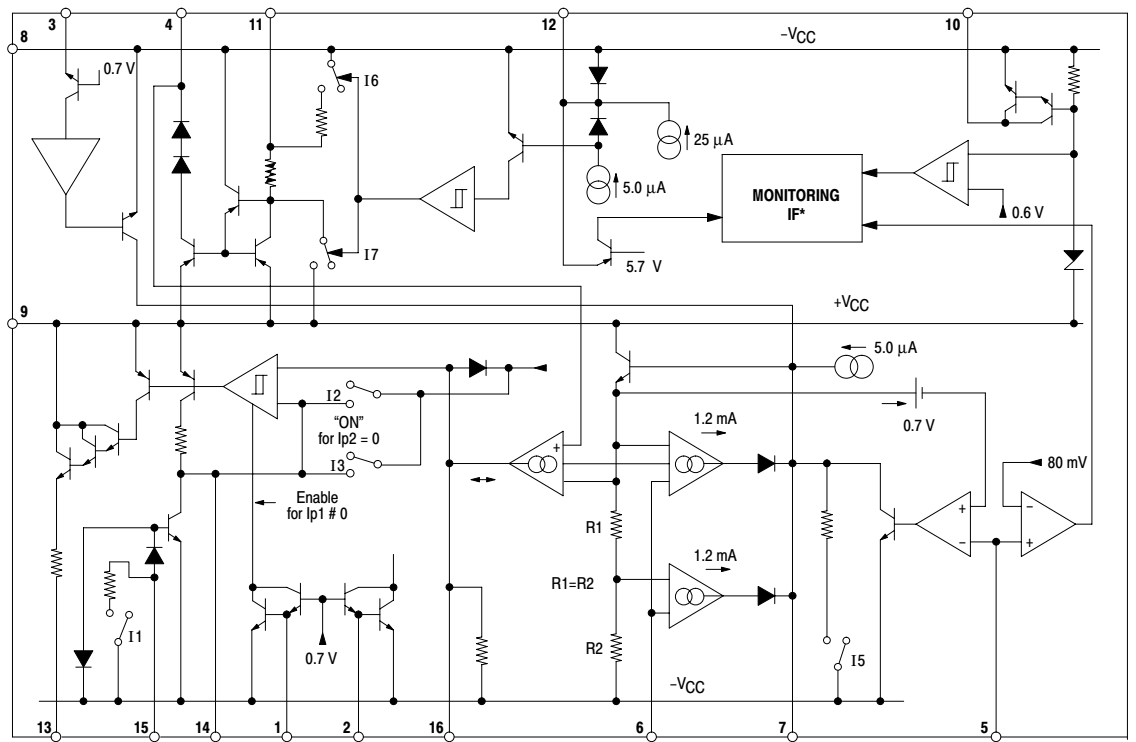 3
4
11
12
10
8
–VCC
0.7 V
I6
25 µA
5.0 µA
MONITORING
IF*
0.6 V
I7
5.7 V
9
+VCC
5.0 µA
I2
"ON"
for Ip2 = 0
I3
1.2 mA
0.7 V
80 mV
+
Enable
for Ip1 # 0
R1
+
–
–
+
1.2 mA
R1=R2
I1
0.7 V
R2
I5
–VCC
13
15
14
1
2
16
6
7
5